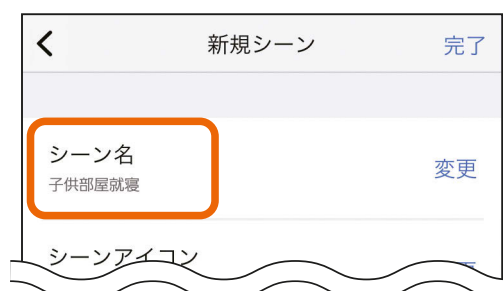 新規シーン 完了
シーン名
子供部屋就寝
変更
シーンアイコン